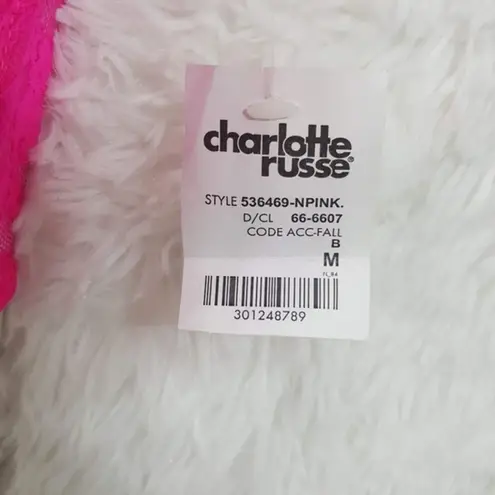 charlotte
russe®
STYLE 536469-NPINK.
D/CL 66-6607
CODE ACC-FALL
B
M
301248789